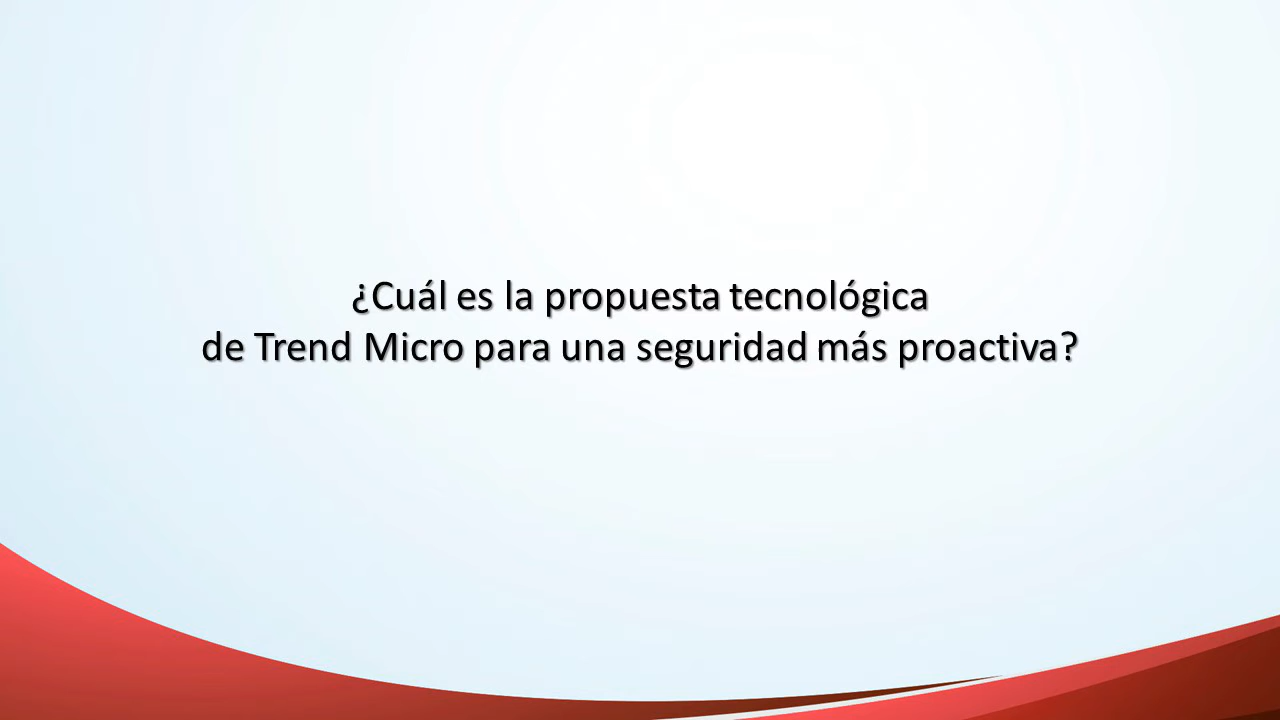 ¿Cuál es la propuesta tecnológica
de Trend Micro para una seguridad más proactiva?